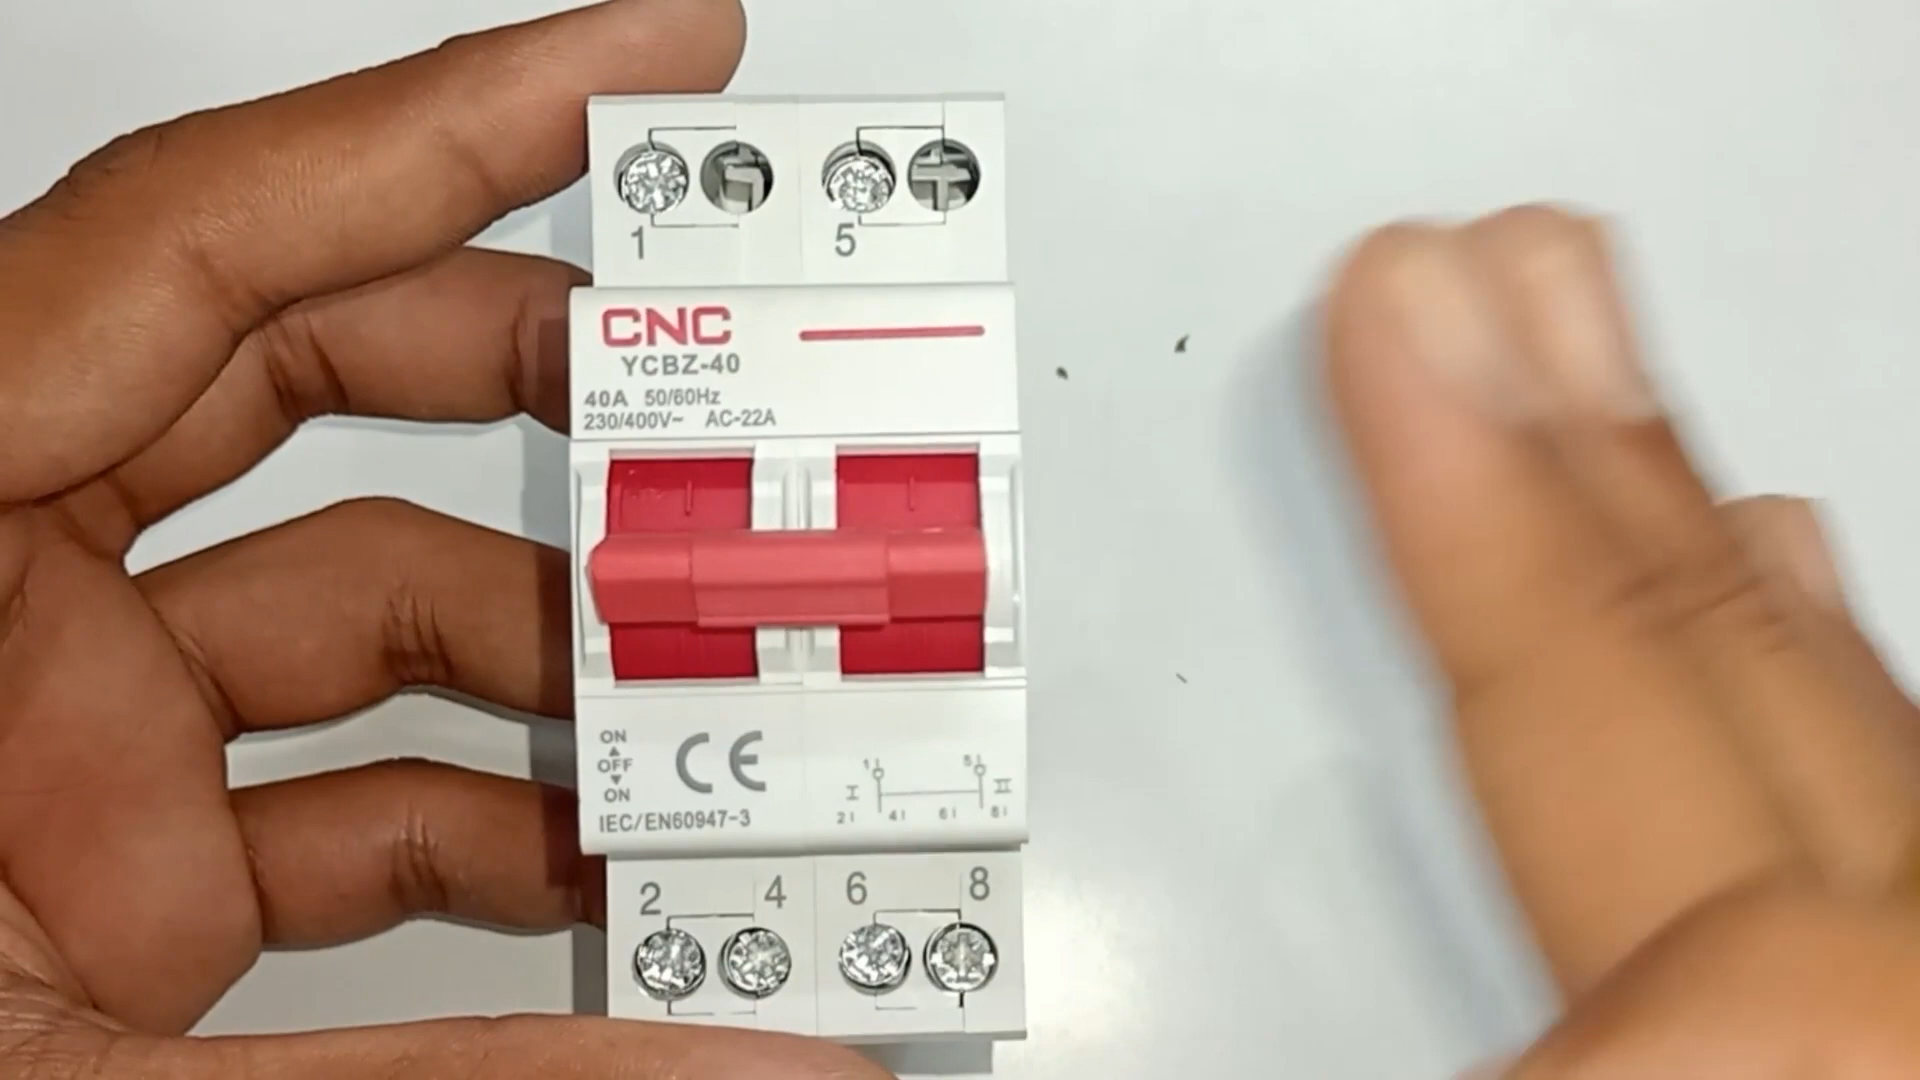 1 5
CNC
YCBZ-40
40A 50/60Hz
230/400V~ AC-22A
I I
ON
▲
OFF
▼
ON
CE
IEC/EN60947-3
1 5
I II
2 4 6 8
2 4 6 8